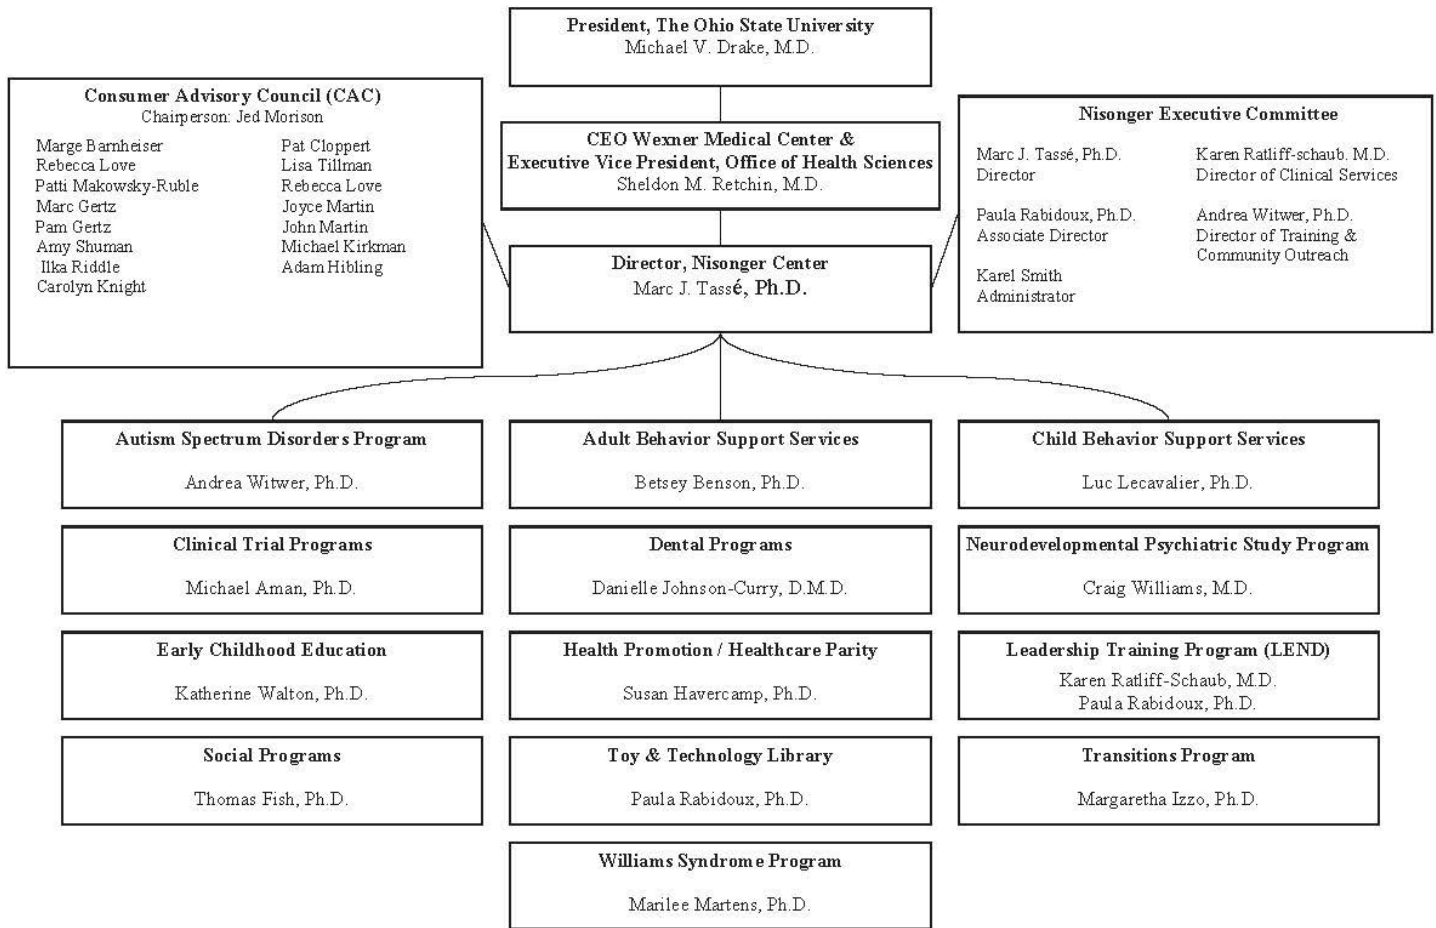 President, The Ohio State University
Michael V. Drake, M.D.
Consumer Advisory Council (CAC)
Chairperson: Jed Morison
Marge Barnheiser
Rebecca Love
Patti Makowsky-Ruble
Marc Gertz
Pam Gertz
Amy Shuman
Ilka Riddle
Carolyn Knight
Pat Cloppert
Lisa Tillman
Rebecca Love
Joyce Martin
John Martin
Michael Kirkman
Adam Hibling
CEO Wexner Medical Center &
Executive Vice President, Office of Health Sciences
Sheldon M. Retchin, M.D.
Nisonger Executive Committee
Marc J. Tassé, Ph.D.
Director
Paula Rabidoux, Ph.D.
Associate Director
Karel Smith
Administrator
Karen Ratliff-schaub. M.D.
Director of Clinical Services
Andrea Witwer, Ph.D.
Director of Training &
Community Outreach
Director, Nisonger Center
Marc J. Tassé, Ph.D.
Autism Spectrum Disorders Program
Andrea Witwer, Ph.D.
Adult Behavior Support Services
Betsey Benson, Ph.D.
Child Behavior Support Services
Luc Lecavalier, Ph.D.
Clinical Trial Programs
Michael Aman, Ph.D.
Dental Programs
Danielle Johnson-Curry, D.M.D.
Neurodevelopmental Psychiatric Study Program
Craig Williams, M.D.
Early Childhood Education
Katherine Walton, Ph.D.
Health Promotion / Healthcare Parity
Susan Havercamp, Ph.D.
Leadership Training Program (LEND)
Karen Ratliff-Schaub, M.D.
Paula Rabidoux, Ph.D.
Social Programs
Thomas Fish, Ph.D.
Toy & Technology Library
Paula Rabidoux, Ph.D.
Transitions Program
Margaretha Izzo, Ph.D.
Williams Syndrome Program
Marilee Martens, Ph.D.